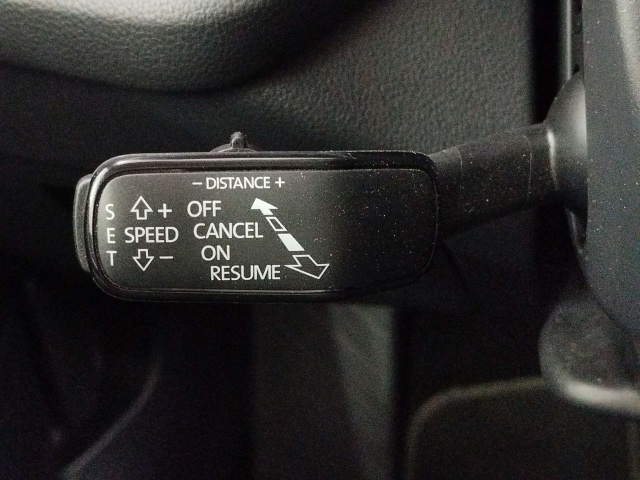 - DISTANCE +
S + OFF
E SPEED CANCEL
T - ON
RESUME